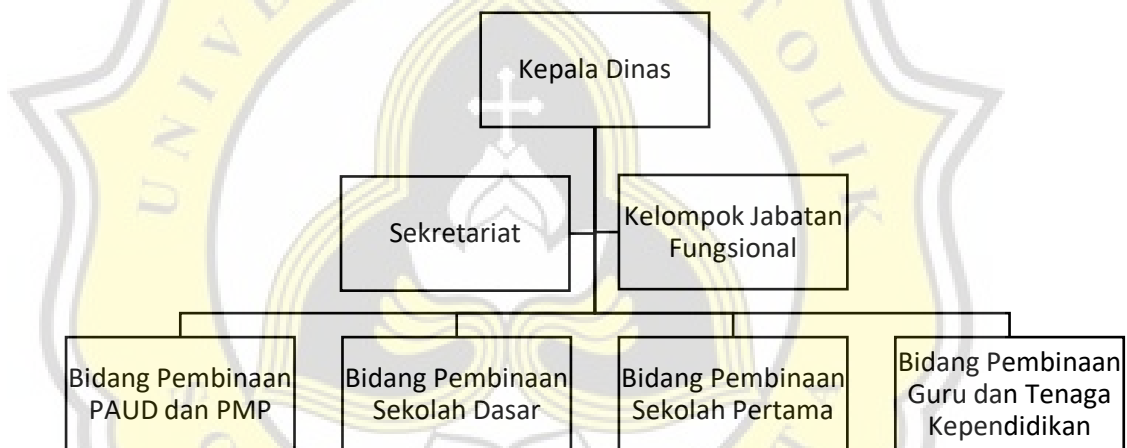 Kepala Dinas
Sekretariat
Kelompok Jabatan
Fungsional
Bidang Pembinaan
PAUD dan PMP
Bidang Pembinaan
Sekolah Dasar
Bidang Pembinaan
Sekolah Pertama
Bidang Pembinaan
Guru dan Tenaga
Kependidikan